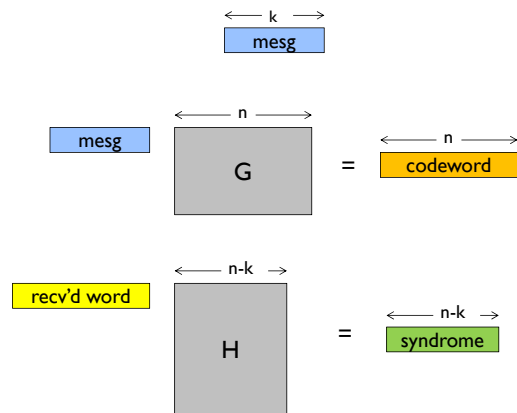 k
mesg
n
n
mesg
G
=
codeword
n-k
recv'd word
n-k
H
=
syndrome